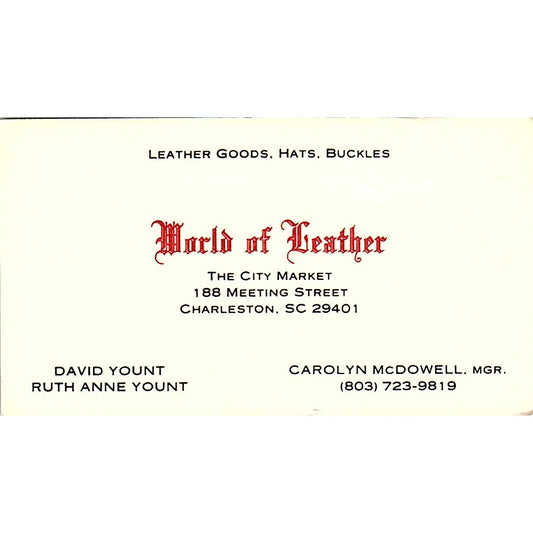 Leather Goods, Hats, Buckles
World of Leather
The City Market
188 Meeting Street
Charleston, SC 29401
DAVID YOUNT
RUTH ANNE YOUNT
CAROLYN McDOWELL, MGR.
(803) 723-9819